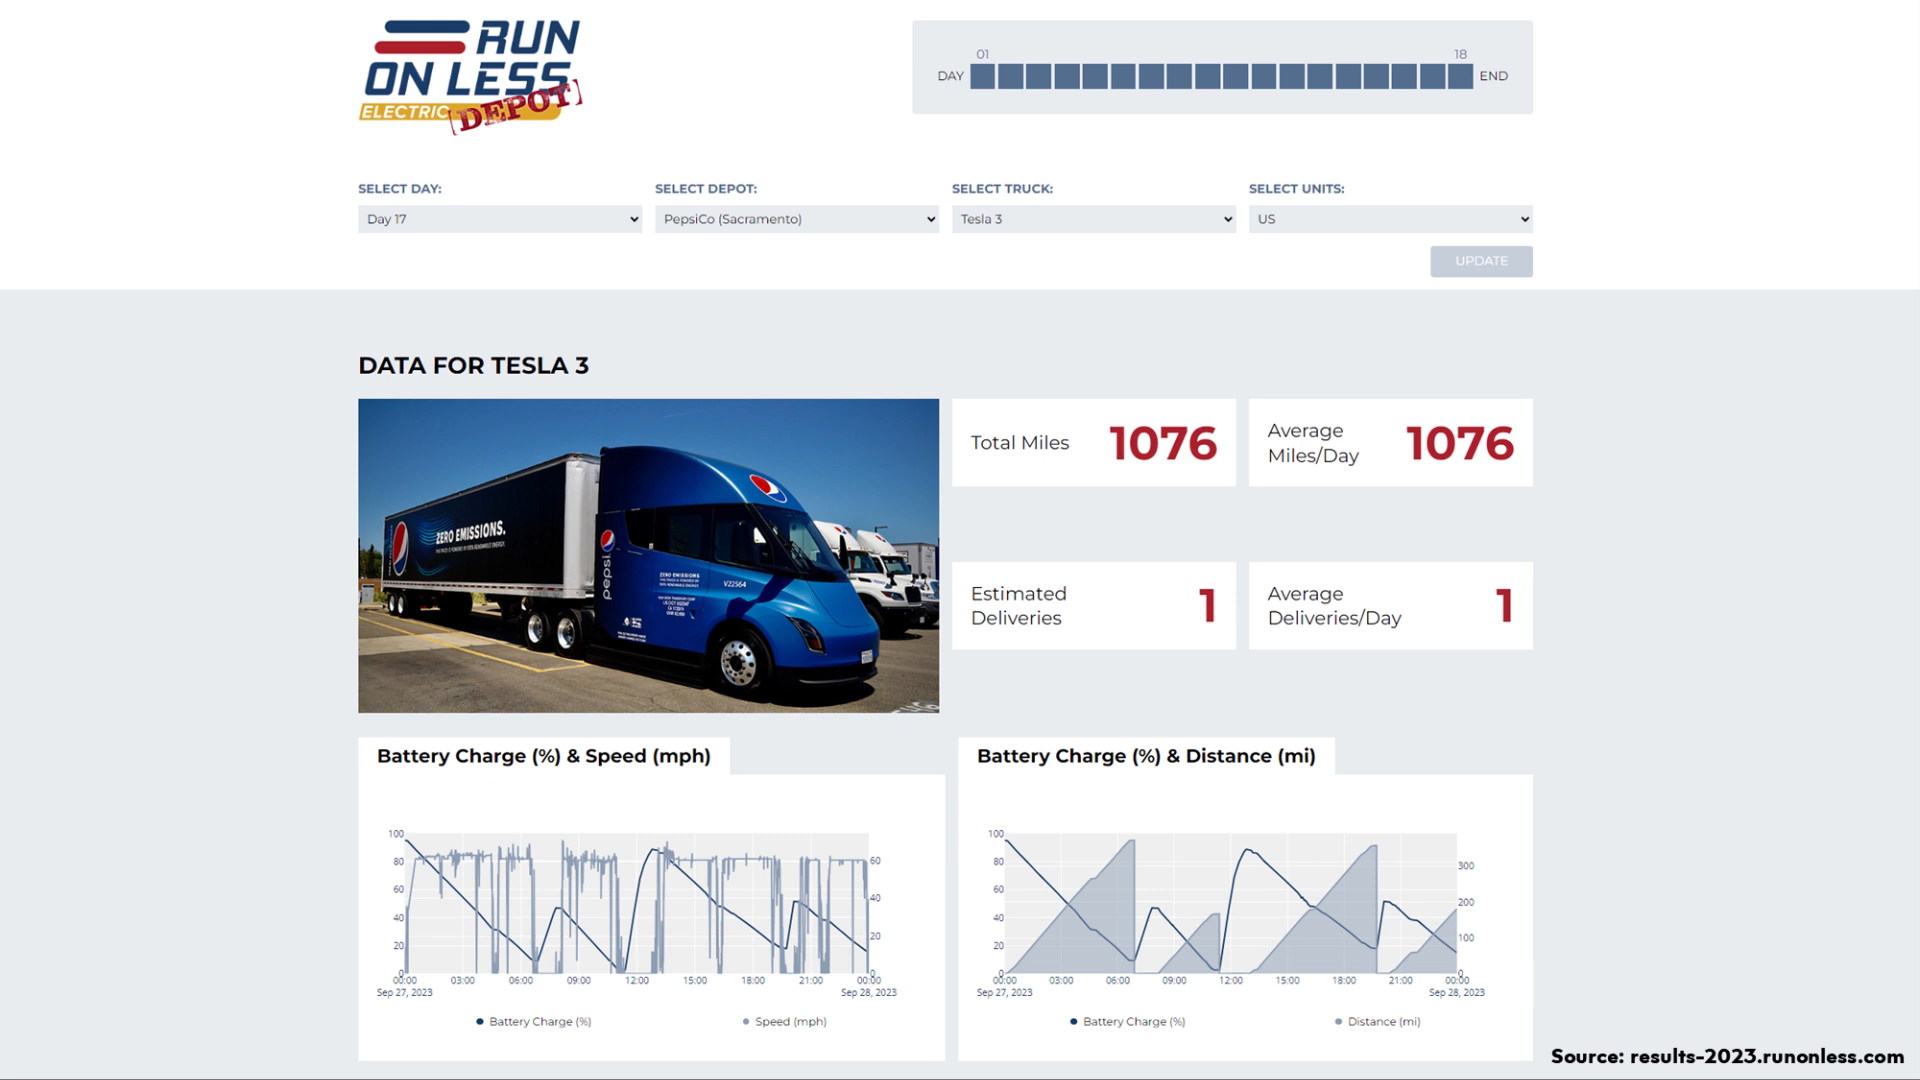 RUN
ON LESS
ELECTRIC
[DEPOT]
01
18
DAY
END
SELECT DAY:
SELECT DEPOT:
SELECT TRUCK:
SELECT UNITS:
Day 17
PepsiCo (Sacramento)
Tesla 3
US
UPDATE
DATA FOR TESLA 3
ZERO EMISSIONS.
pepsi
ZERO EMISSIONS
V22564
Total Miles
1076
Average
Miles/Day
1076
Estimated
Deliveries
1
Average
Deliveries/Day
1
Battery Charge (%) & Speed (mph)
100
80
60
40
20
0
60
40
20
0
00:00
03:00
06:00
09:00
12:00
15:00
18:00
21:00
00:00
Sep 27, 2023
Sep 28, 2023
Battery Charge (%)
Speed (mph)
Battery Charge (%) & Distance (mi)
100
80
60
40
20
0
300
200
100
0
00:00
03:00
06:00
09:00
12:00
15:00
18:00
21:00
00:00
Sep 27, 2023
Sep 28, 2023
Battery Charge (%)
Distance (mi)
Source: results-2023.runonless.com